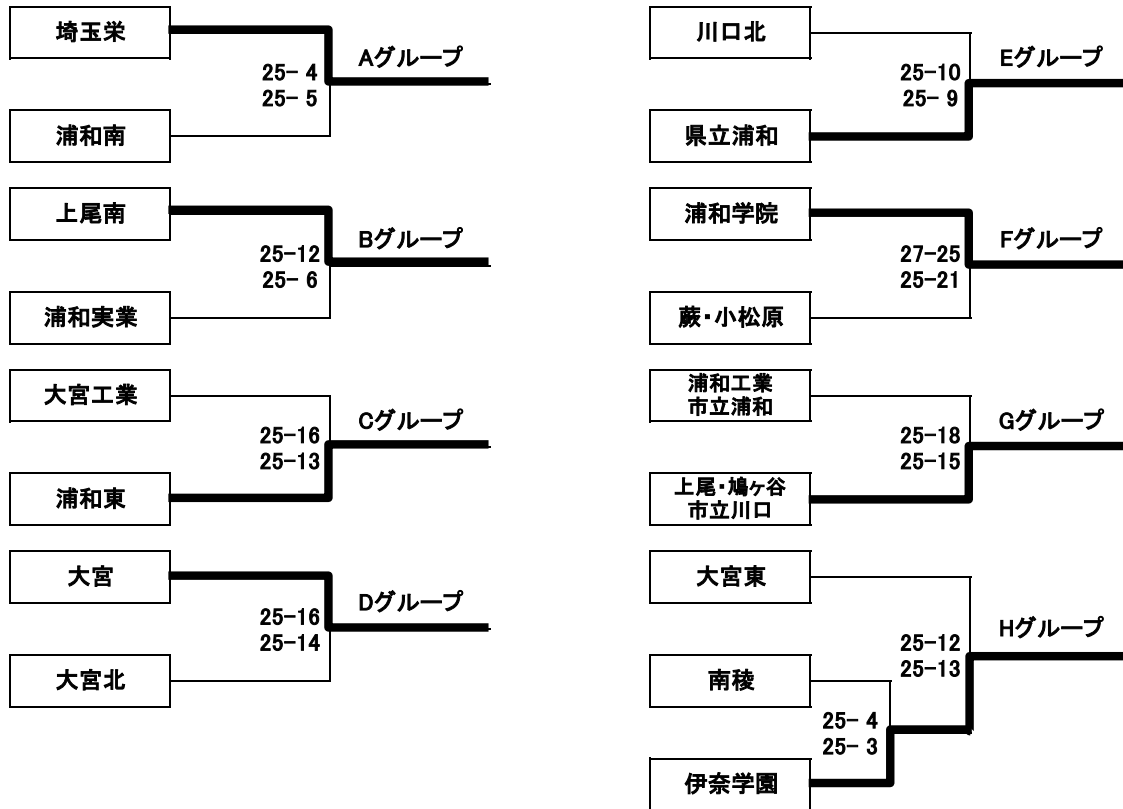 埼玉栄
Aグループ
25- 4
25- 5
浦和南
上尾南
Bグループ
25-12
25- 6
浦和実業
大宮工業
Cグループ
25-16
25-13
浦和東
大宮
Dグループ
25-16
25-14
大宮北
川口北
Eグループ
25-10
25- 9
県立浦和
浦和学院
Fグループ
27-25
25-21
蕨・小松原
浦和工業
市立浦和
Gグループ
25-18
25-15
上尾・鳩ヶ谷
市立川口
大宮東
Hグループ
25-12
25-13
南稜
25- 4
25- 3
伊奈学園